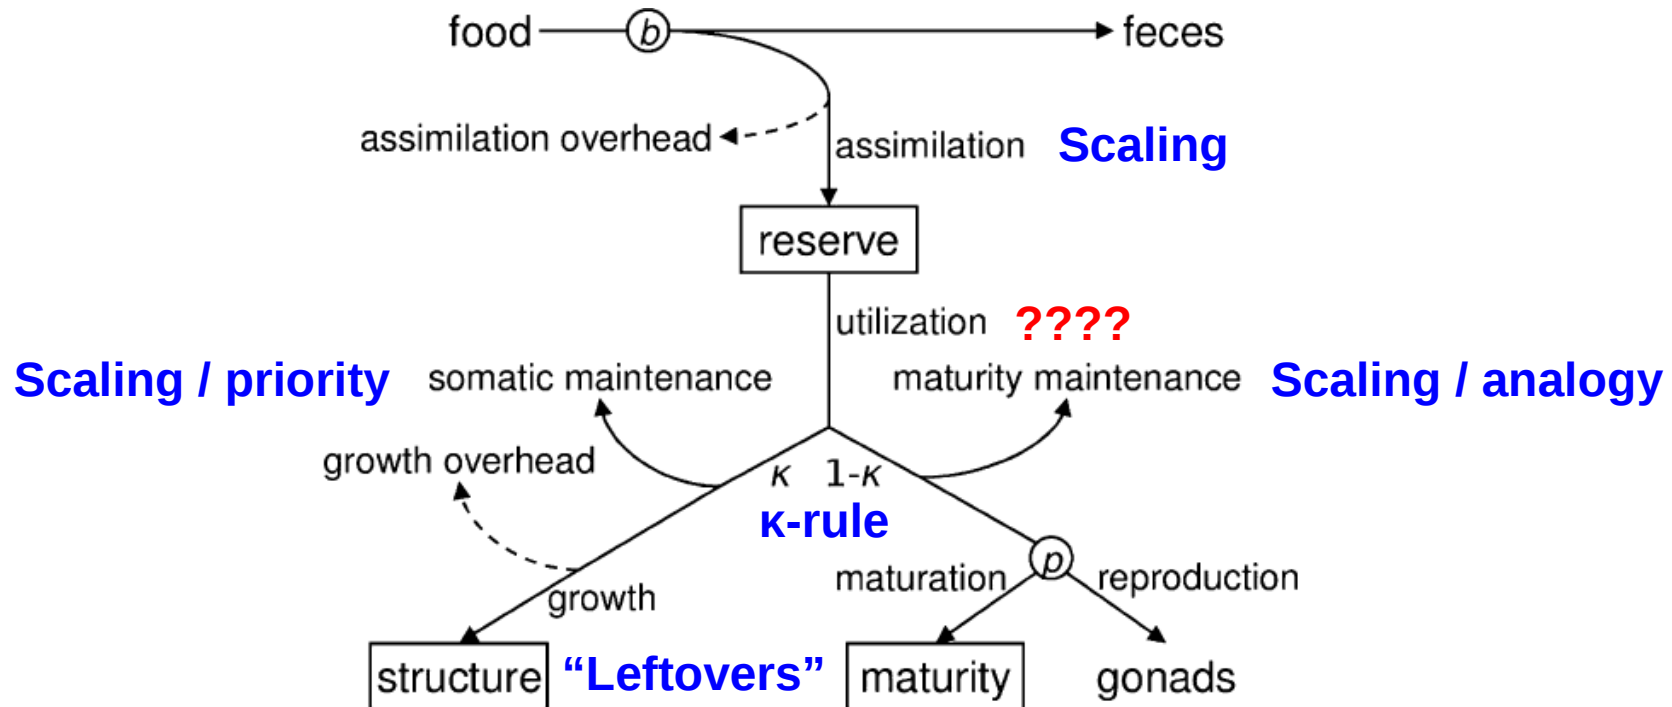 food b feces
assimilation overhead assimilation Scaling
reserve
utilization ????
Scaling / priority somatic maintenance maturity maintenance Scaling / analogy
growth overhead κ 1-κ
κ-rule
p
maturation reproduction
growth
structure “Leftovers” maturity gonads